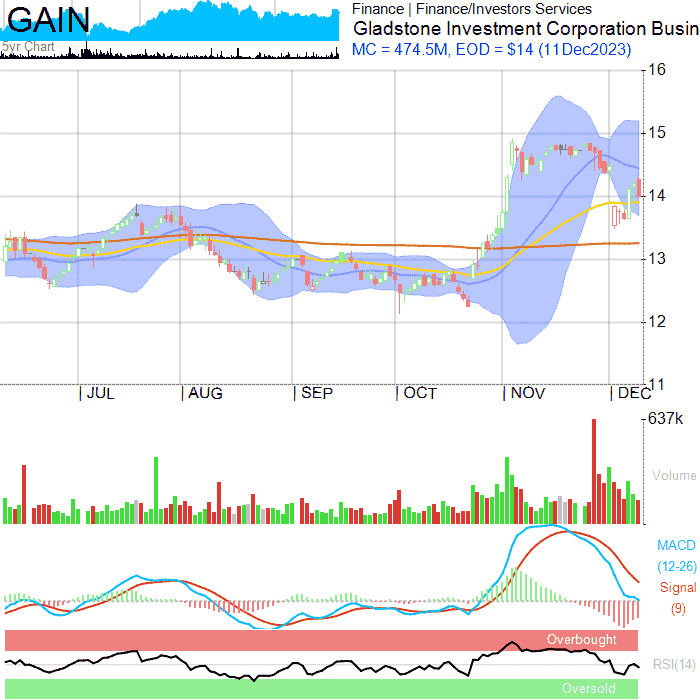 GAIN
5yr Chart
Finance | Finance/Investors Services
Gladstone Investment Corporation Busin
MC = 474.5M, EOD = $14 (11Dec2023)
16
15
14
13
12
11
JUL
AUG
SEP
OCT
NOV
DEC
637k
Volume
MACD
(12-26)
Signal
(9)
Overbought
RSI(14)
Oversold